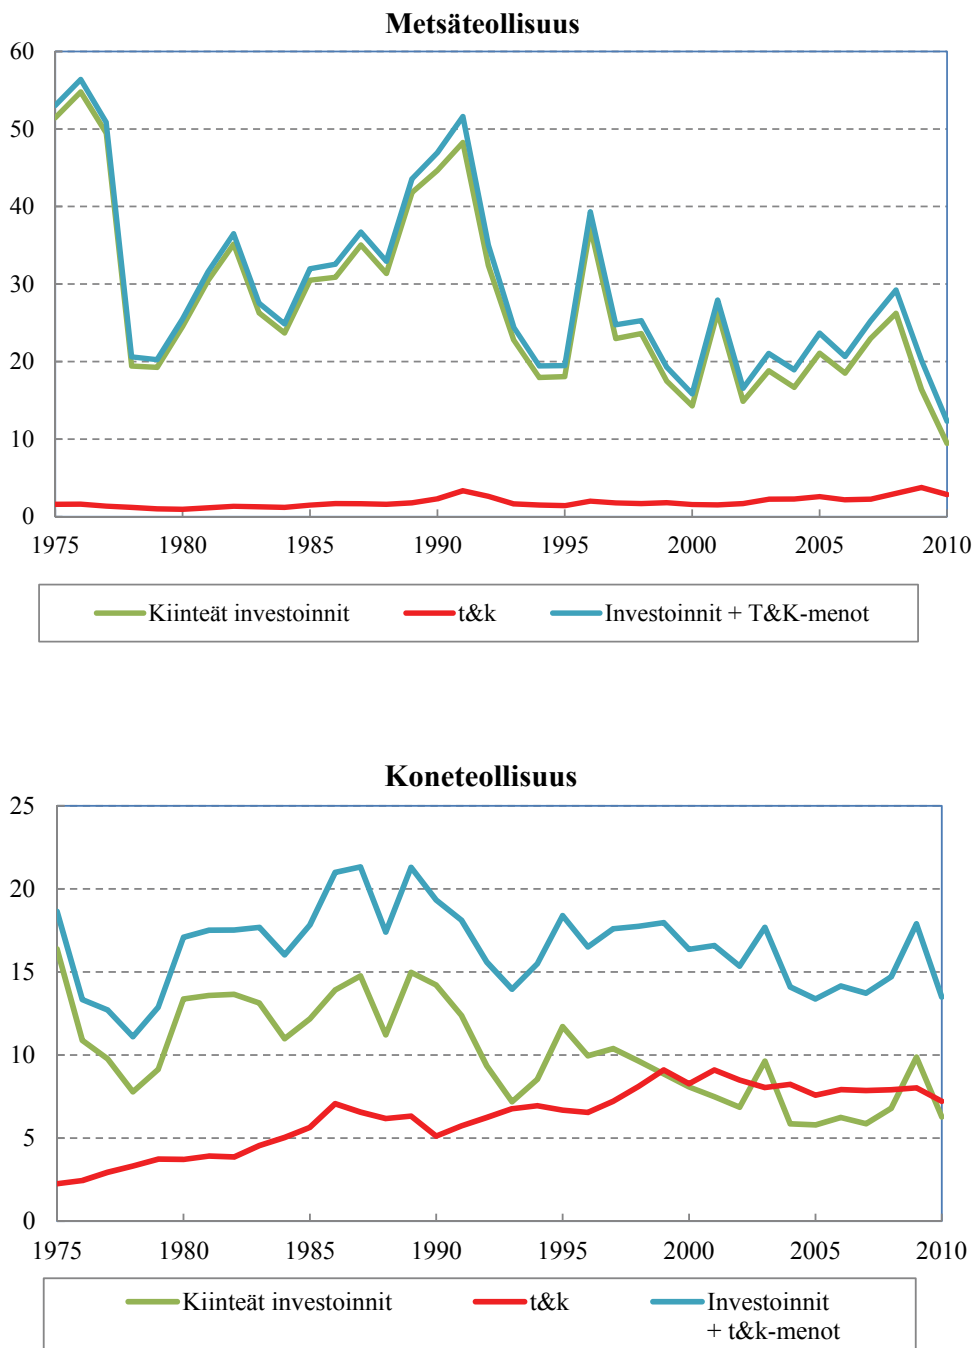 Metsäteollisuus
60
50
40
30
20
10
0
1975 1980 1985 1990 1995 2000 2005 2010
Kiinteät investoinnit t&k Investoinnit + T&K-menot
Koneteollisuus
25
20
15
10
5
0
1975 1980 1985 1990 1995 2000 2005 2010
Kiinteät investoinnit t&k Investoinnit
+ t&k-menot